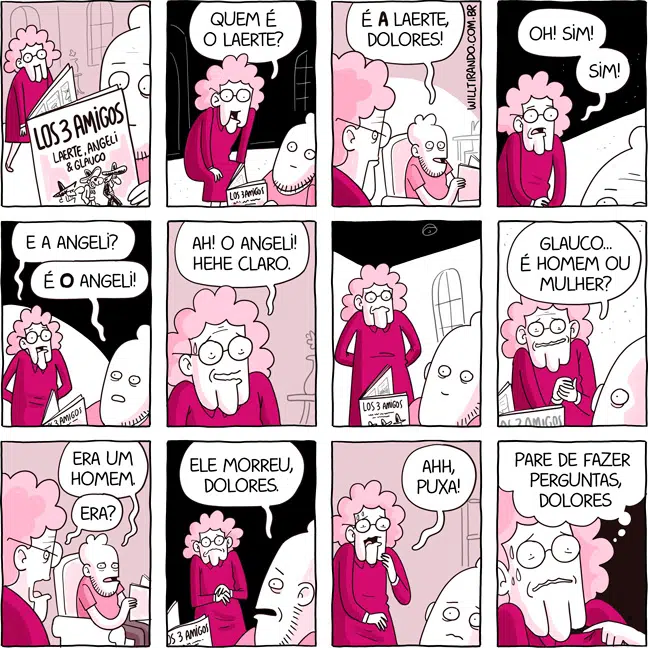 LOS 3 AMIGOS
LAERTE, ANGELI
& GLAUCO
QUEM É
O LAERTE?
LOS 3 AMIGOS
É A LAERTE,
DOLORES!
WILLTIRANDO.COM.BR
OH! SIM!
SIM!
E A ANGELI?
É O ANGELI!
3 AMIGOS
AH! O ANGELI!
HEHE CLARO.
LOS 3 AMIGOS
GLAUCO...
É HOMEM OU
MULHER?
3 AMIGOS
ERA UM
HOMEM.
ERA?
ELE MORREU,
DOLORES.
S 3 AMIGOS
AHH,
PUXA!
PARE DE FAZER
PERGUNTAS,
DOLORES